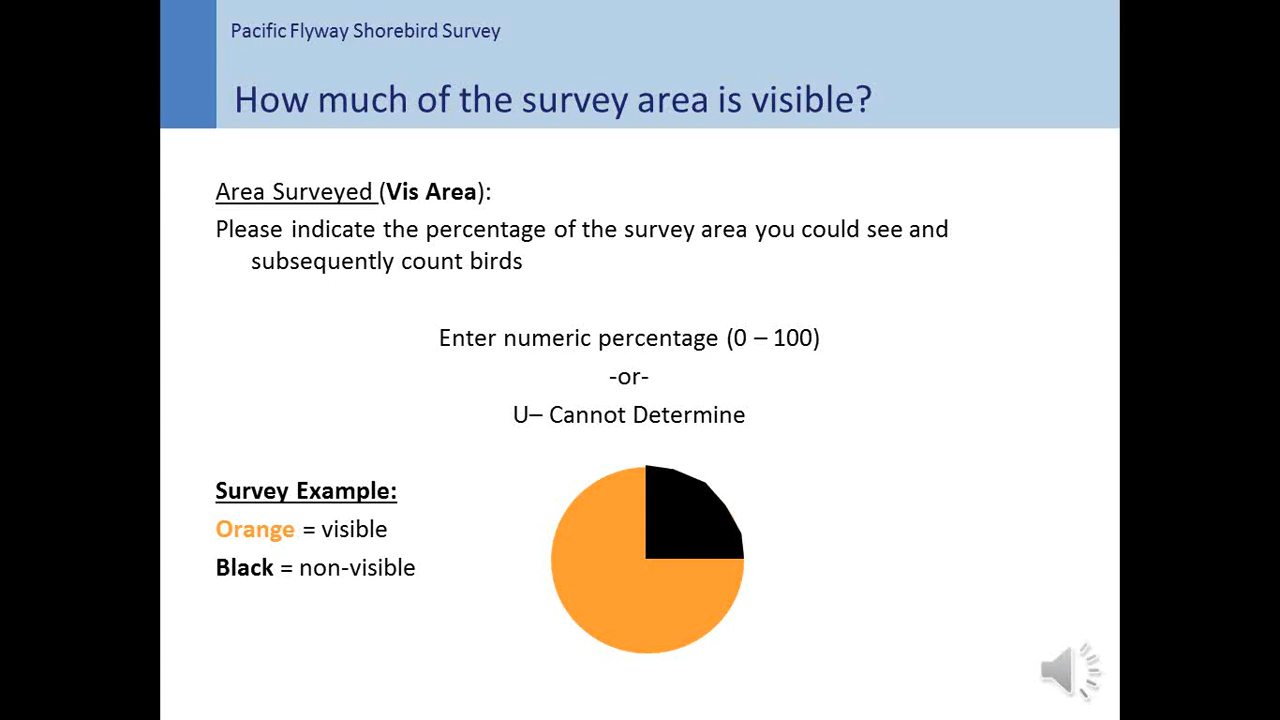 Pacific Flyway Shorebird Survey
How much of the survey area is visible?
Area Surveyed (Vis Area):
Please indicate the percentage of the survey area you could see and
subsequently count birds
Enter numeric percentage (0 – 100)
-or-
U– Cannot Determine
Survey Example:
Orange = visible
Black = non-visible